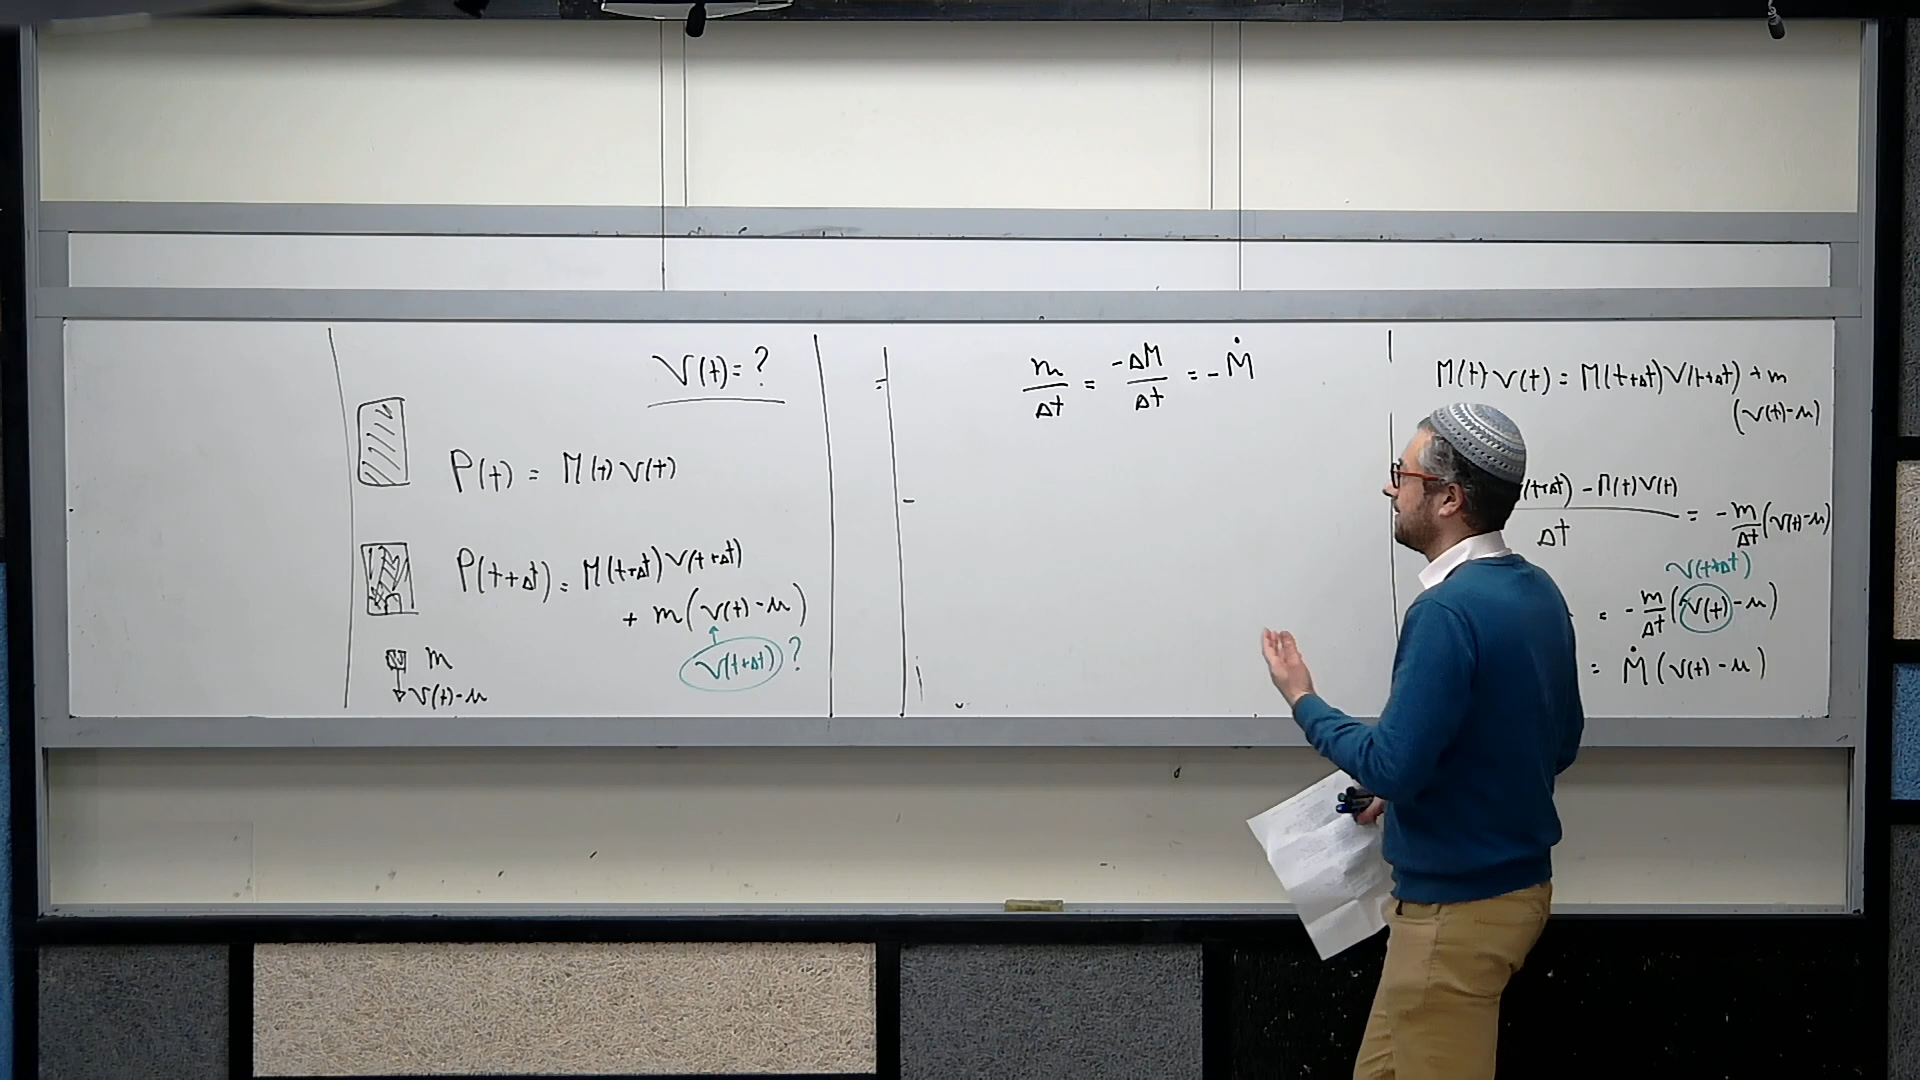 V(t)=?
P(t) = M(t) V(t)
P(t+Δt) = M(t+Δt) V(t+Δt)
+ m(V(t)-u)
V(t+Δt) ?
m
V(t)-u
m/Δt = -ΔM/Δt = -Ṁ
M(t) V(t) = M(t+Δt) V(t+Δt) + m
(V(t)-u)
(t+Δt) - M(t) V(t)
Δt
= -m/Δt (V(t)-u)
V(t+Δt)
= -m/Δt (V(t)-u)
= Ṁ (V(t)-u)